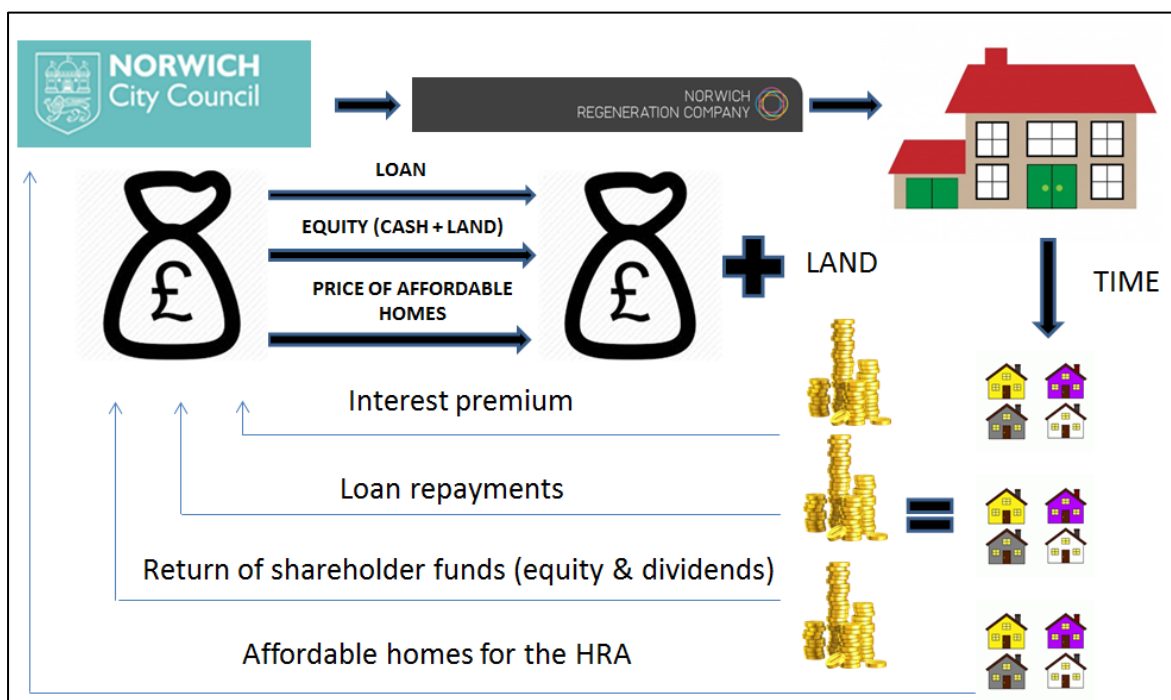 NORWICH
City Council
NORWICH
REGENERATION COMPANY
LOAN
EQUITY (CASH + LAND)
PRICE OF AFFORDABLE
HOMES
£
£
LAND
TIME
Interest premium
Loan repayments
Return of shareholder funds (equity & dividends)
Affordable homes for the HRA